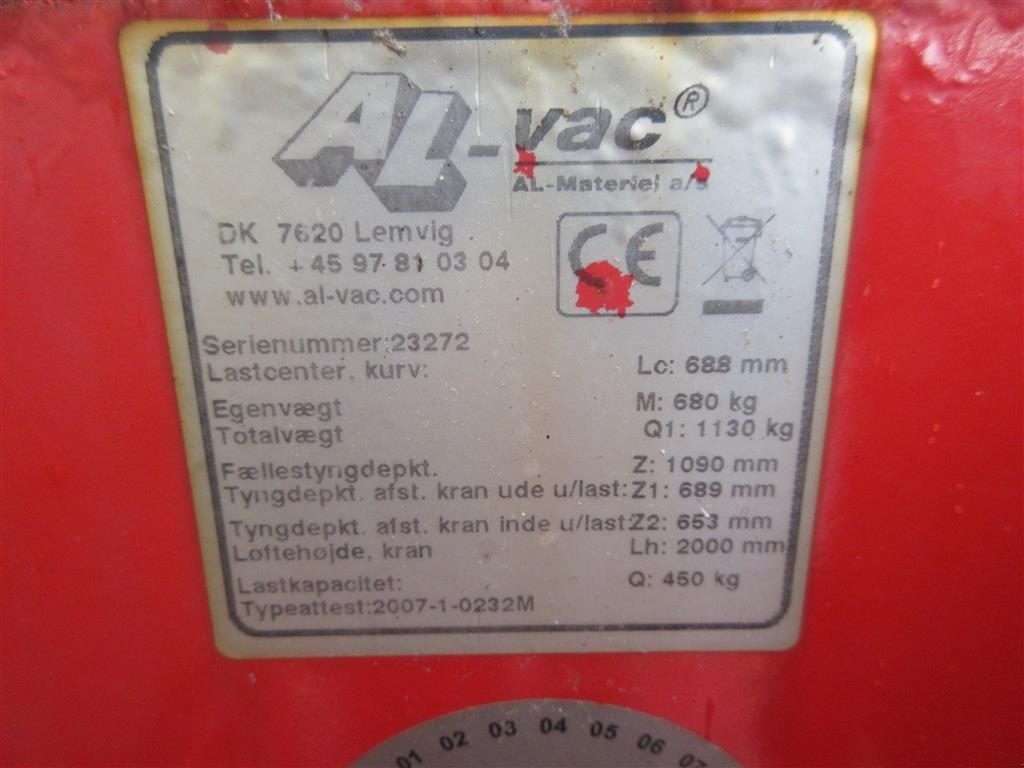 AL-vac®
AL-Materiel a/s
DK 7620 Lemvig
Tel. +45 97 81 03 04
www.al-vac.com
CE
Serienummer:23272
Lastcenter, kurv: Lc: 688 mm
Egenvægt M: 680 kg
Totalvægt Q1: 1130 kg
Fællestyngdepkt. Z: 1090 mm
Tyngdepkt. afst. kran ude u/last: Z1: 689 mm
Tyngdepkt. afst. kran inde u/last: Z2: 653 mm
Løftehøjde, kran Lh: 2000 mm
Lastkapacitet: Q: 450 kg
Typeattest:2007-1-0232M
01 02 03 04 05 06 07